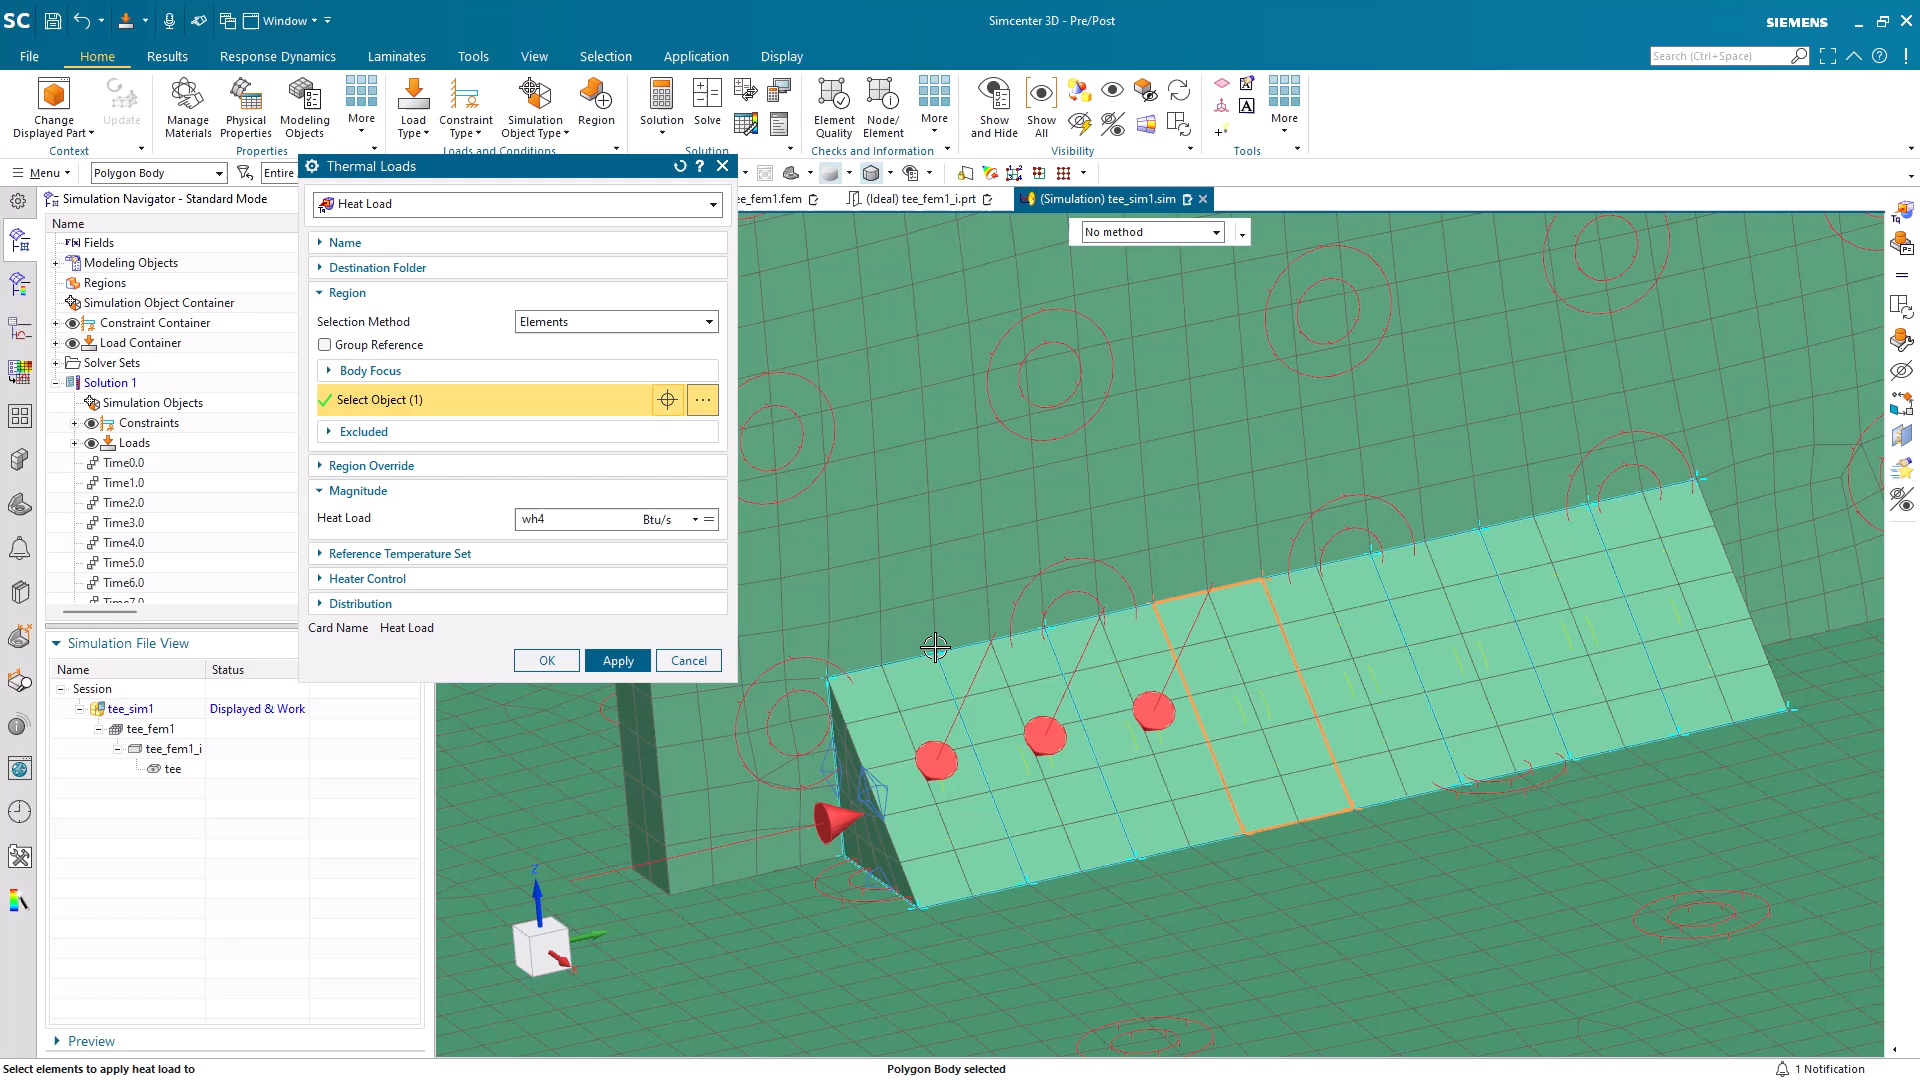 SC
Window
Simcenter 3D - Pre/Post
SIEMENS
File
Home
Results
Response Dynamics
Laminates
Tools
View
Selection
Application
Display
Search (Ctrl+Space)
Change Displayed Part
Update
Context
Manage Materials
Physical Properties
Modeling Objects
More
Properties
Load Type
Constraint Type
Simulation Object Type
Region
Loads and Conditions
Solution
Solve
Solution
Element Quality
Node/ Element
More
Checks and Information
Show and Hide
Show All
Visibility
More
Tools
Menu
Polygon Body
Entire
Simulation Navigator - Standard Mode
Name
Fields
Modeling Objects
Regions
Simulation Object Container
Constraint Container
Load Container
Solver Sets
Solution 1
Simulation Objects
Constraints
Loads
Time0.0
Time1.0
Time2.0
Time3.0
Time4.0
Time5.0
Time6.0
Time7.0
Simulation File View
Name
Status
Session
tee_sim1
Displayed & Work
tee_fem1
tee_fem1_i
tee
Preview
Thermal Loads
Heat Load
Name
Destination Folder
Region
Selection Method
Elements
Group Reference
Body Focus
Select Object (1)
Excluded
Region Override
Magnitude
Heat Load
wh4
Btu/s
Reference Temperature Set
Heater Control
Distribution
Card Name Heat Load
OK
Apply
Cancel
ee_fem1.fem
(Ideal) tee_fem1_i.prt
(Simulation) tee_sim1.sim
No method
Z
Select elements to apply heat load to
Polygon Body selected
1 Notification